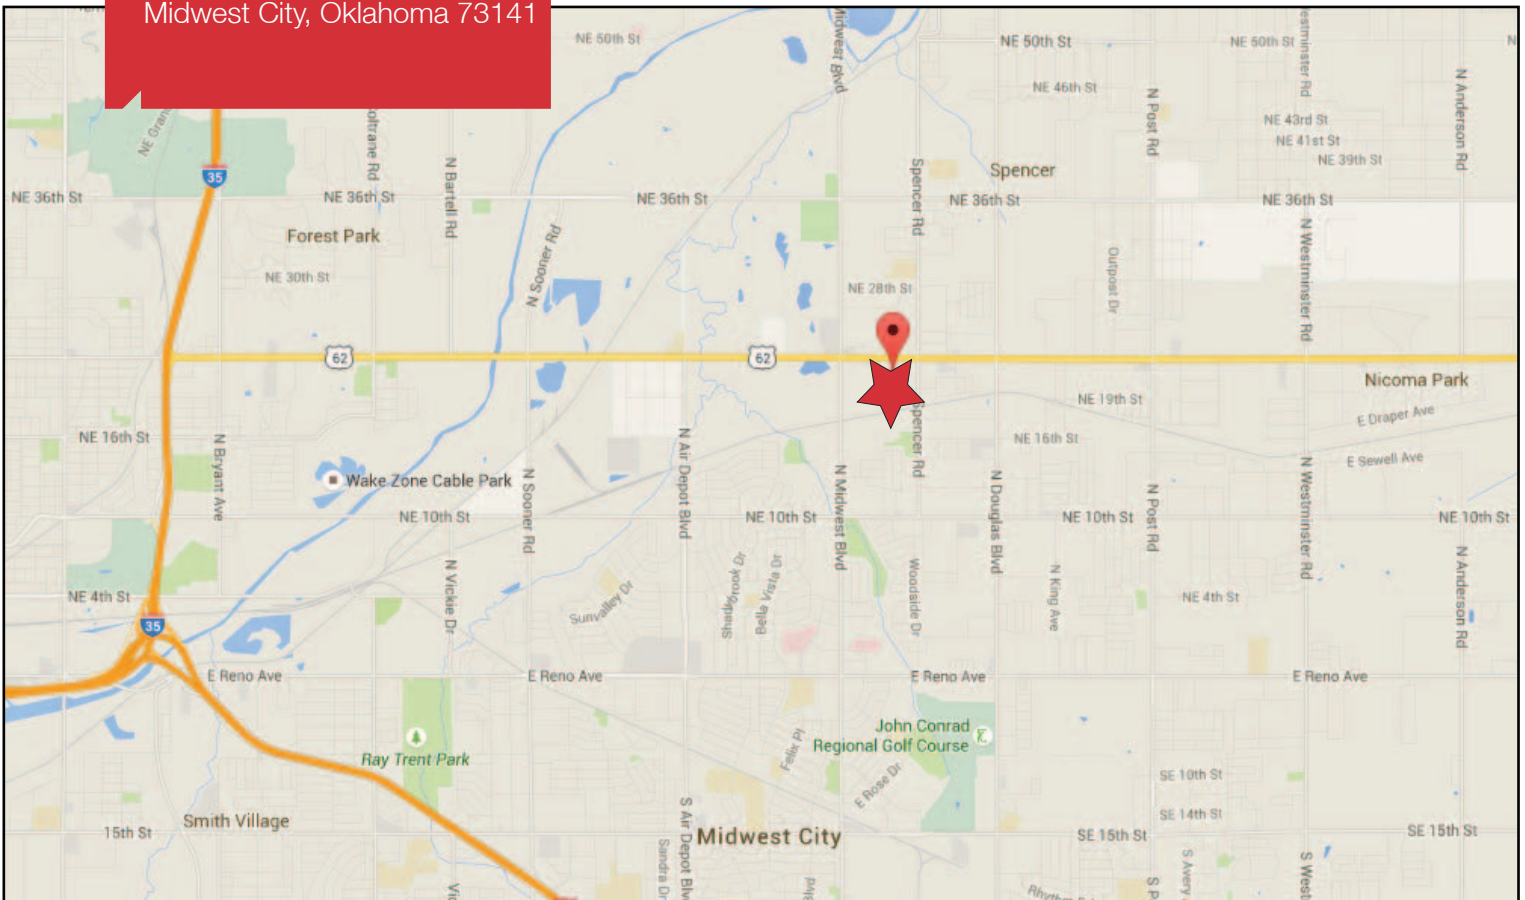 Midwest City, Oklahoma 73141
NE 50th St
Midwest Blvd
NE 50th St
NE 50th St
NE 46th St
N Post Rd
N Anderson Rd
NE 43rd St
NE 41st St
NE 39th St
35
NE 36th St
NE 36th St
N Bartell Rd
NE 36th St
Spencer Rd
Spencer
NE 36th St
NE 36th St
Forest Park
N Sooner Rd
NE 30th St
NE 28th St
Outpost Dr
N Westminster Rd
62
62
Nicoma Park
NE 19th St
E Draper Ave
NE 16th St
N Bryant Ave
N Air Depot Blvd
Spencer Rd
NE 16th St
E Sewell Ave
Wake Zone Cable Park
N Sooner Rd
N Midwest Blvd
N Douglas Blvd
N Post Rd
N Westminster Rd
NE 10th St
NE 10th St
NE 10th St
NE 10th St
NE 4th St
N Vickie Dr
Sunvalley Dr
Shadybrook Dr
Bella Vista Dr
Woodside Dr
N King Ave
NE 4th St
N Anderson Rd
35
E Reno Ave
E Reno Ave
E Reno Ave
E Reno Ave
Ray Trent Park
Felix Pl
John Conrad
Regional Golf Course
E Rose Dr
SE 10th St
SE 14th St
Smith Village
15th St
S Air Depot Blv
Midwest City
SE 15th St
SE 15th St
Sandra Dr
S Avery
S West